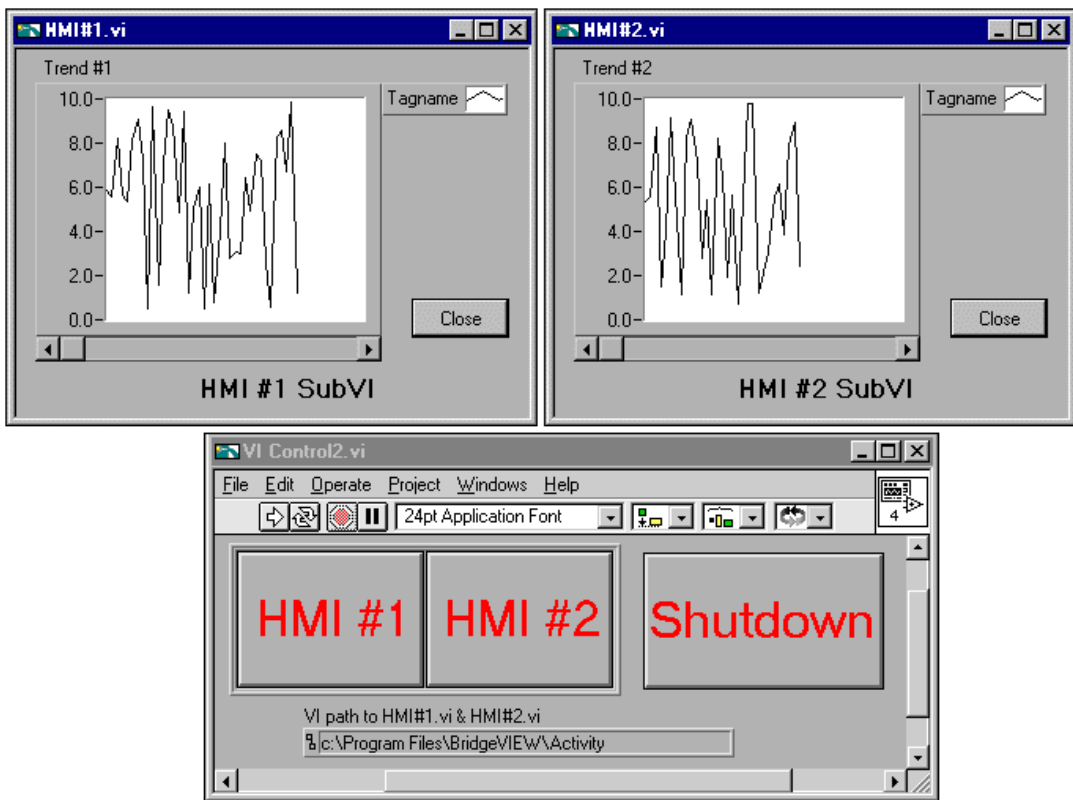 HMI#1.vi
Trend #1
Tagname
10.0
8.0
6.0
4.0
2.0
0.0
Close
HMI #1 SubVI
HMI#2.vi
Trend #2
Tagname
10.0
8.0
6.0
4.0
2.0
0.0
Close
HMI #2 SubVI
VI Control2.vi
File Edit Operate Project Windows Help
24pt Application Font
4
HMI #1 HMI #2 Shutdown
VI path to HMI#1.vi & HMI#2.vi
c:\Program Files\BridgeVIEW\Activity